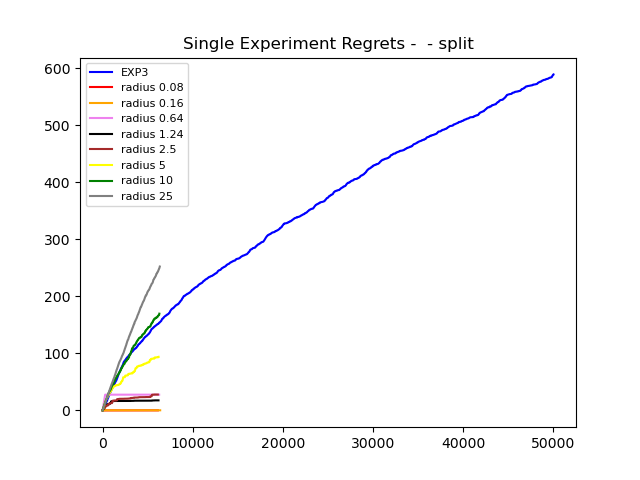 Single Experiment Regrets -  - split
600
500
400
300
200
100
0
EXP3
radius 0.08
radius 0.16
radius 0.64
radius 1.24
radius 2.5
radius 5
radius 10
radius 25
0 10000 20000 30000 40000 50000